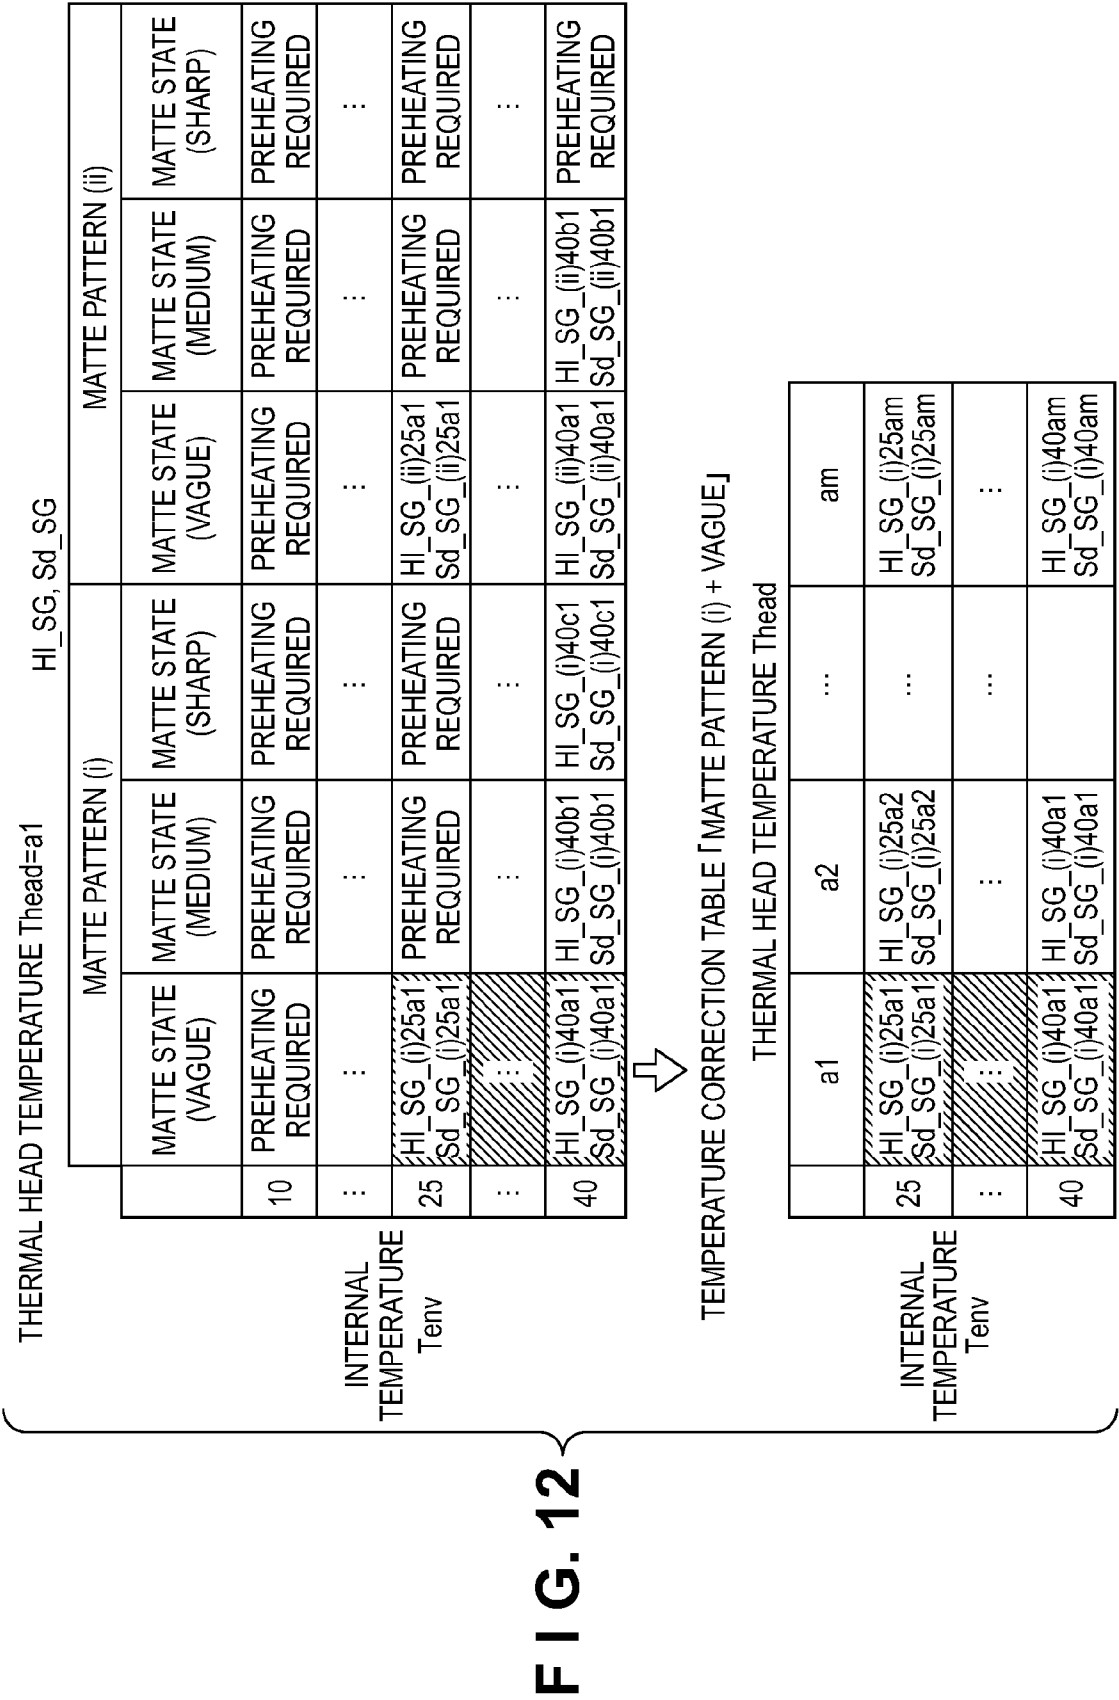 F I G. 12
THERMAL HEAD TEMPERATURE Thead=a1
HI_SG, Sd_SG
MATTE PATTERN (i)
MATTE PATTERN (ii)
MATTE STATE
(VAGUE)
MATTE STATE
(MEDIUM)
MATTE STATE
(SHARP)
MATTE STATE
(VAGUE)
MATTE STATE
(MEDIUM)
MATTE STATE
(SHARP)
INTERNAL
TEMPERATURE
Tenv
10
PREHEATING
REQUIRED
PREHEATING
REQUIRED
PREHEATING
REQUIRED
PREHEATING
REQUIRED
PREHEATING
REQUIRED
PREHEATING
REQUIRED
... ... ... ... ... ... ...
25
HI_SG_(i)25a1
Sd_SG_(i)25a1
PREHEATING
REQUIRED
PREHEATING
REQUIRED
HI_SG_(ii)25a1
Sd_SG_(ii)25a1
PREHEATING
REQUIRED
PREHEATING
REQUIRED
... ... ... ... ... ... ...
40
HI_SG_(i)40a1
Sd_SG_(i)40a1
HI_SG_(i)40b1
Sd_SG_(i)40b1
HI_SG_(i)40c1
Sd_SG_(i)40c1
HI_SG_(ii)40a1
Sd_SG_(ii)40a1
HI_SG_(ii)40b1
Sd_SG_(ii)40b1
PREHEATING
REQUIRED
TEMPERATURE CORRECTION TABLE「MATTE PATTERN (i) + VAGUE」
THERMAL HEAD TEMPERATURE Thead
a1 a2 ... am
INTERNAL
TEMPERATURE
Tenv
25
HI_SG_(i)25a1
Sd_SG_(i)25a1
HI_SG_(i)25a2
Sd_SG_(i)25a2
...
HI_SG_(i)25am
Sd_SG_(i)25am
... ... ... ... ...
40
HI_SG_(i)40a1
Sd_SG_(i)40a1
HI_SG_(i)40a1
Sd_SG_(i)40a1
HI_SG_(i)40am
Sd_SG_(i)40am